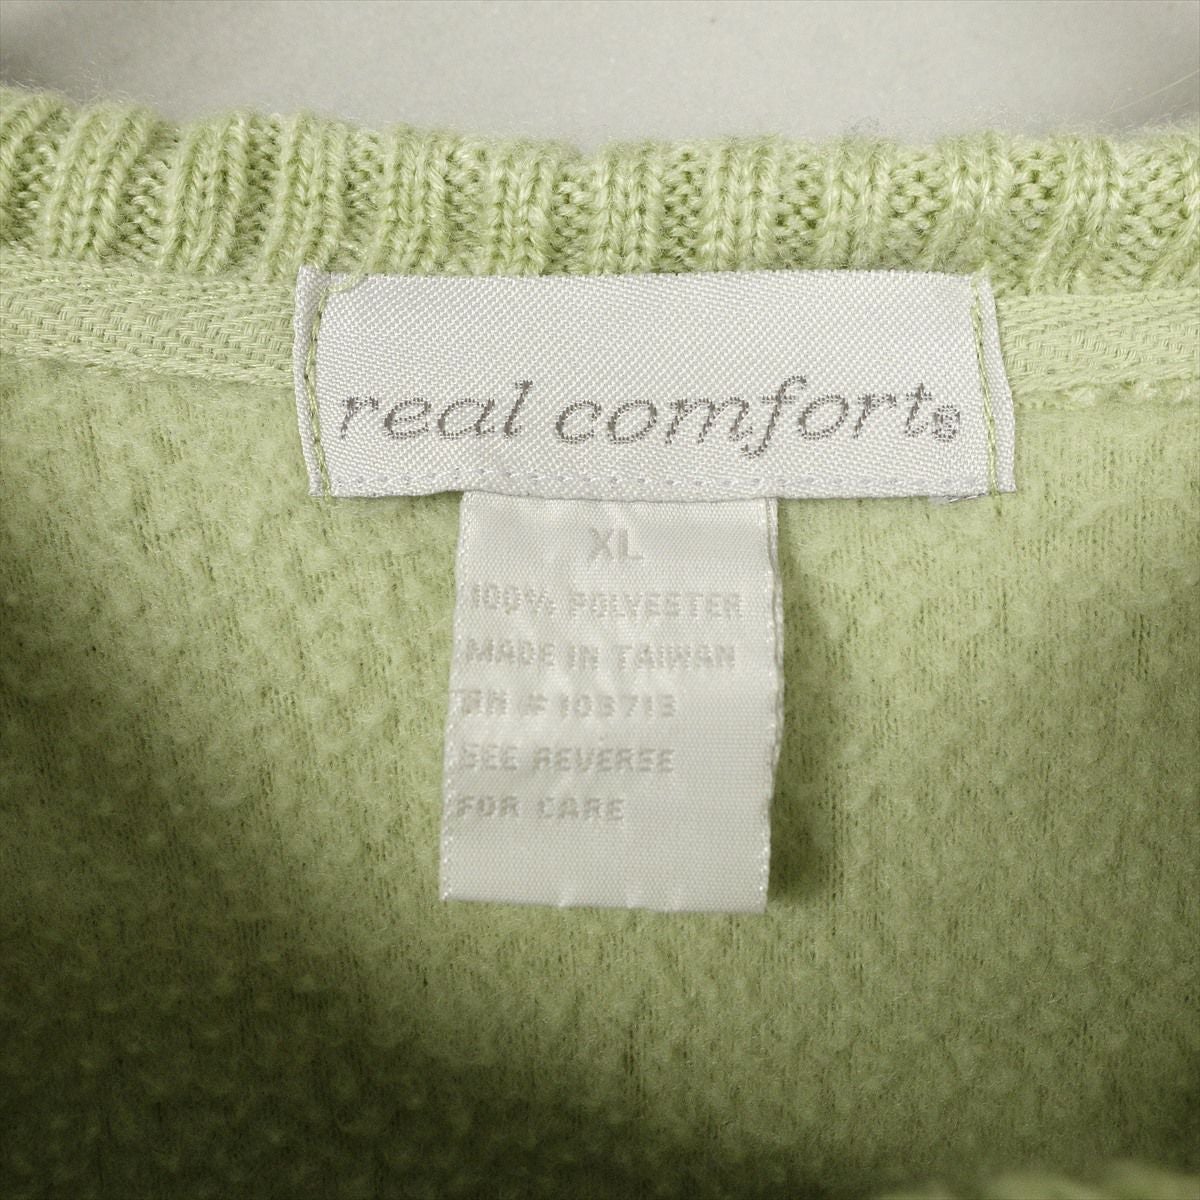 real comfort®
XL
100% POLYESTER
MADE IN TAIWAN
RN # 103713
SEE REVERSE
FOR CARE